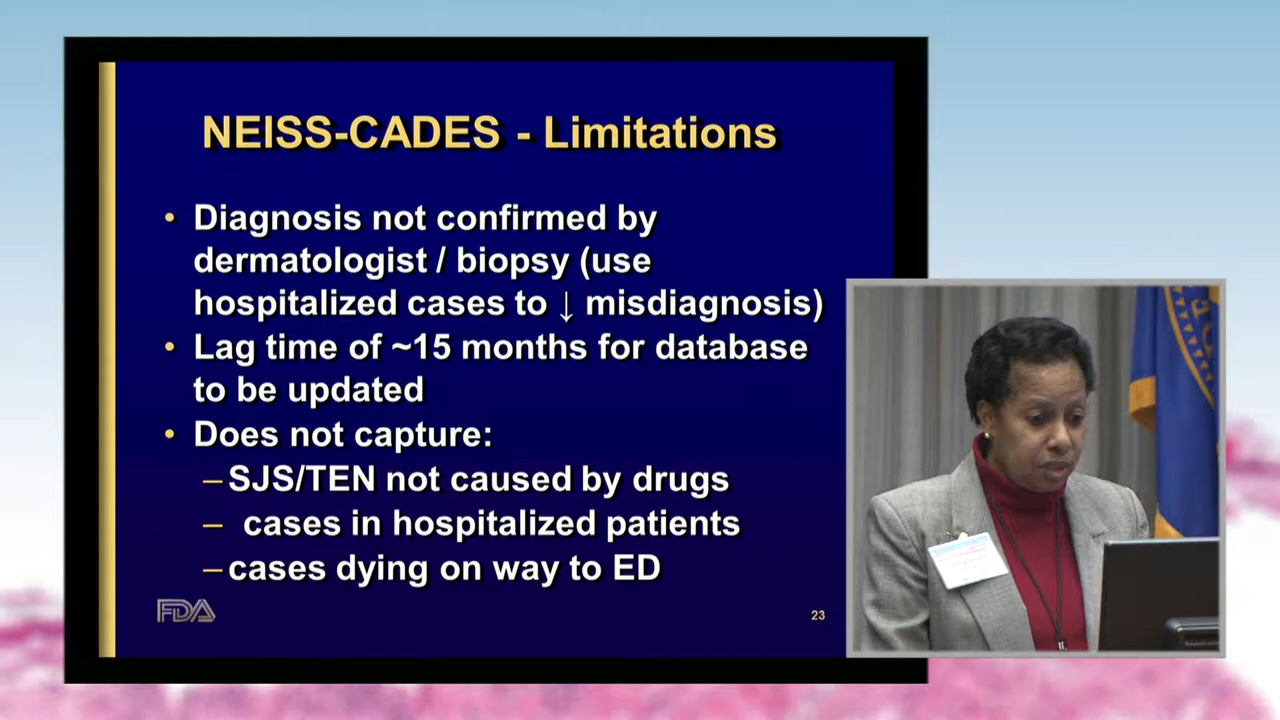 NEISS-CADES - Limitations
• Diagnosis not confirmed by
dermatologist / biopsy (use
hospitalized cases to ↓ misdiagnosis)
• Lag time of ~15 months for database
to be updated
• Does not capture:
– SJS/TEN not caused by drugs
– cases in hospitalized patients
– cases dying on way to ED
FDA
23